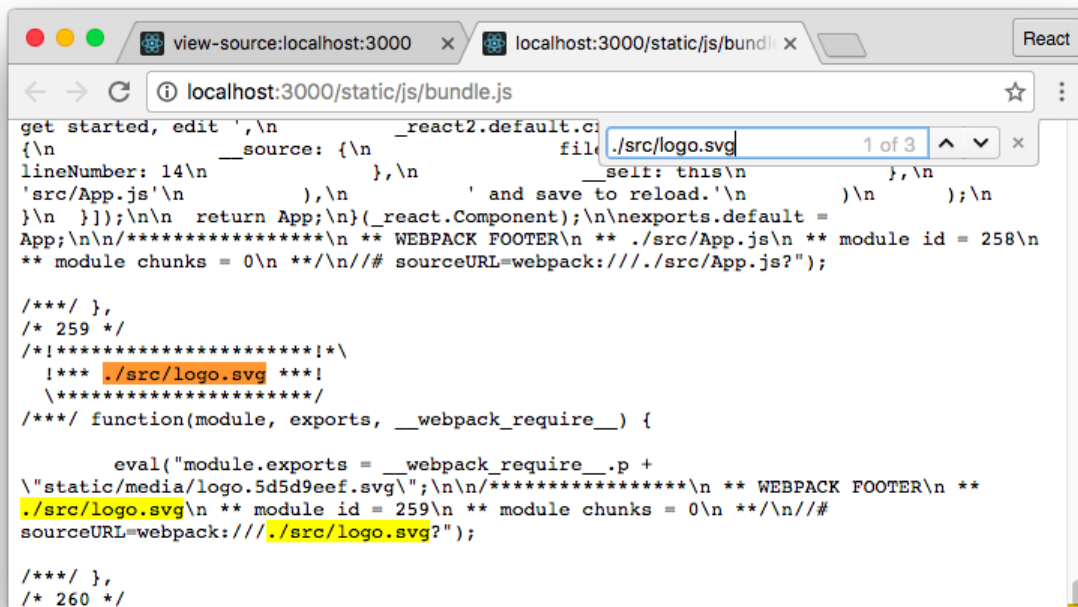 view-source:localhost:3000
localhost:3000/static/js/bundl
React
localhost:3000/static/js/bundle.js
./src/logo.svg 1 of 3
get started, edit ',\n _react2.default.
{\n __source: {\n
lineNumber: 14\n },\n __self: this\n },\n
'src/App.js'\n ),\n ' and save to reload.'\n )\n );\n
}\n }]);\n\n return App;\n}(_react.Component);\n\nexports.default =
App;\n\n/*****************\n ** WEBPACK FOOTER\n ** ./src/App.js\n ** module id = 258\n
** module chunks = 0\n **/\n//# sourceURL=webpack:///./src/App.js?");
/***/ },
/* 259 */
/*!**********************!*\
!*** ./src/logo.svg ***!
\**********************/
/***/ function(module, exports, __webpack_require__) {
eval("module.exports = __webpack_require__.p +
\"static/media/logo.5d5d9eef.svg\";\n\n/*****************\n ** WEBPACK FOOTER\n **
./src/logo.svg\n ** module id = 259\n ** module chunks = 0\n **/\n//#
sourceURL=webpack:///./src/logo.svg?");
/***/ },
/* 260 */